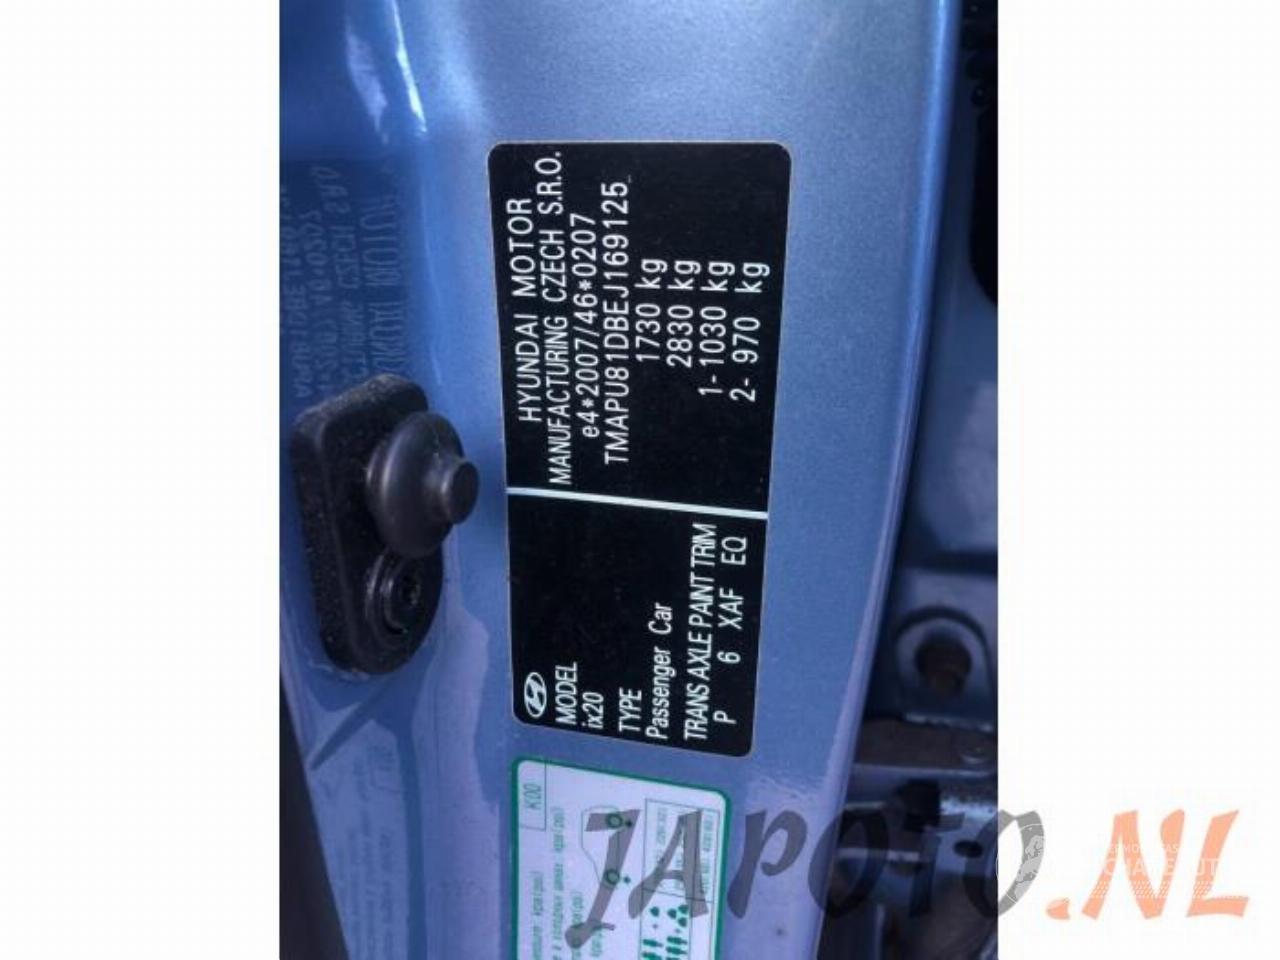 HYUNDAI MOTOR
MANUFACTURING CZECH S.R.O.
e4*2007/46*0207
TMAPU81DBEJ169125
1730 kg
2830 kg
1- 1030 kg
2- 970 kg
MODEL
ix20
TYPE
Passenger Car
TRANS AXLE PAINT TRIM
P 6 XAF EQ
K00
JAPOTO.NL